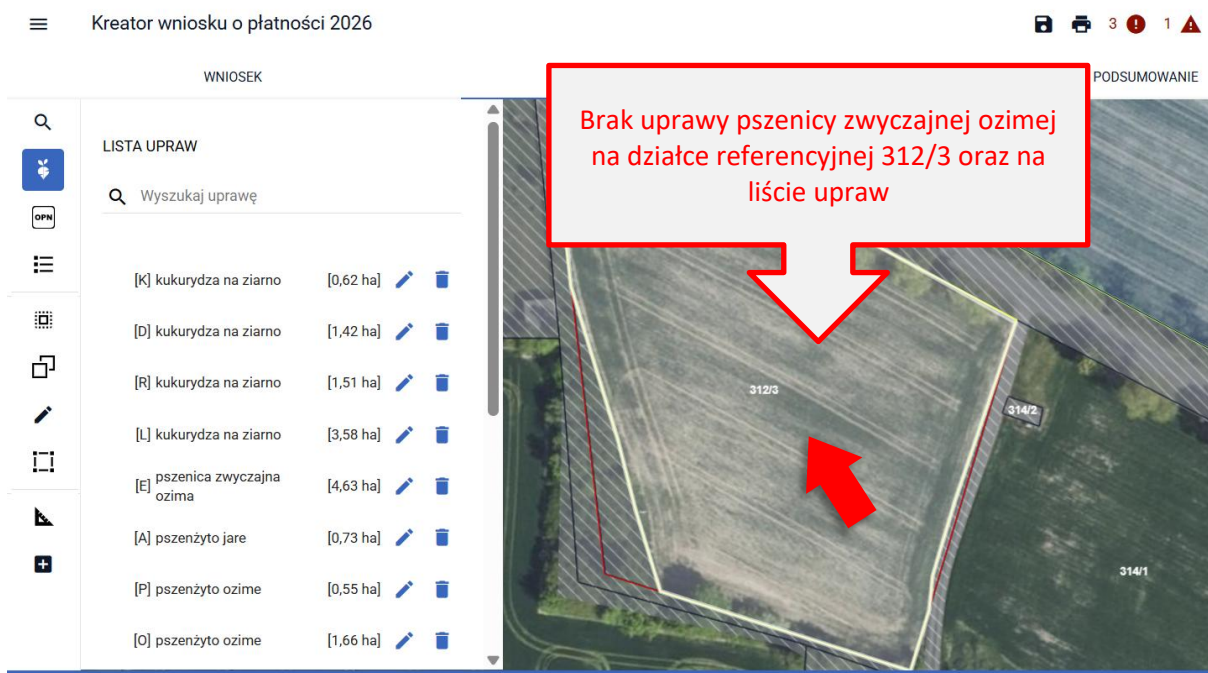 Kreator wniosku o płatności 2026
3
1
WNIOSEK
PODSUMOWANIE
Brak uprawy pszenicy zwyczajnej ozimej
na działce referencyjnej 312/3 oraz na
liście upraw
OPN
LISTA UPRAW
Wyszukaj uprawę
[K] kukurydza na ziarno [0,62 ha]
[D] kukurydza na ziarno [1,42 ha]
[R] kukurydza na ziarno [1,51 ha]
[L] kukurydza na ziarno [3,58 ha]
[E] pszenica zwyczajna
ozima [4,63 ha]
[A] pszenżyto jare [0,73 ha]
[P] pszenżyto ozime [0,55 ha]
[O] pszenżyto ozime [1,66 ha]
312/3
314/2
314/1